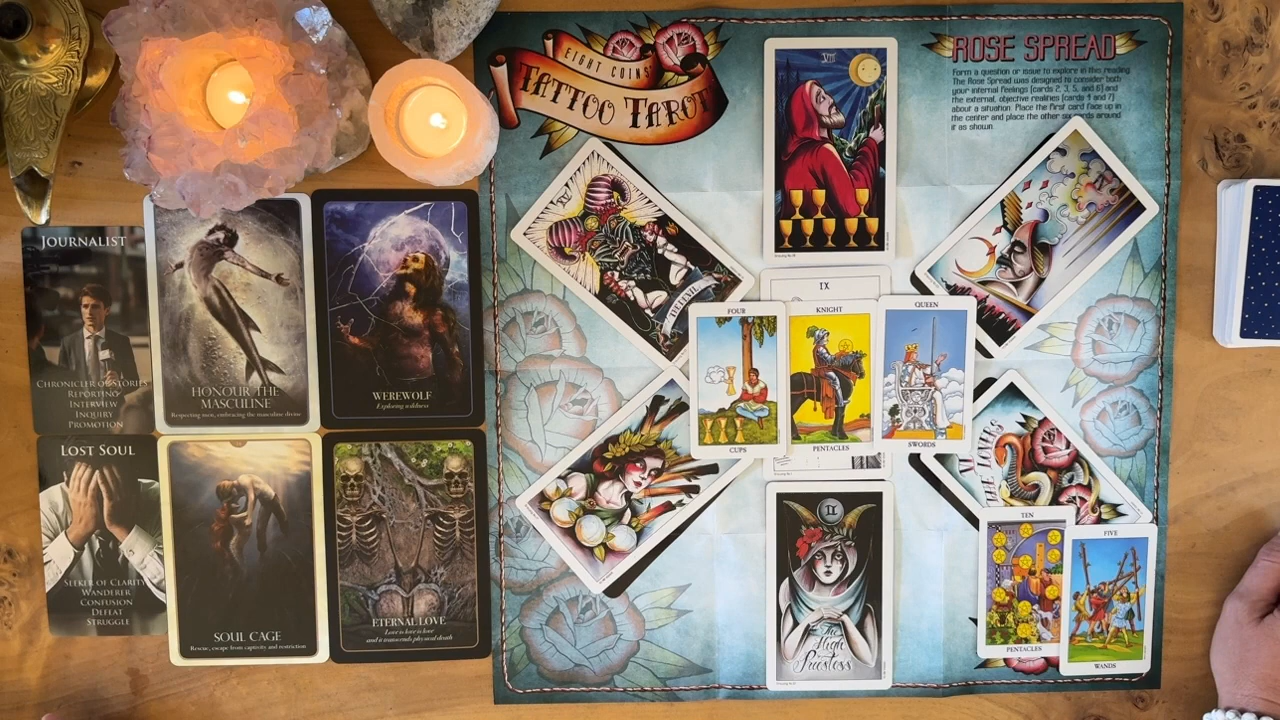 EIGHT COINS'
TATTOO TAROT
ROSE SPREAD
Form a question or issue to explore in this reading.
The Rose Spread was designed to consider both
your internal feelings (cards 2, 3, 5, and 6) and
the external, objective realities (cards 4 and 7)
about a situation. Place the first card face up in
the center and place the other six cards around
it as shown.
VII
JOURNALIST
CHRONICLER OF STORIES
REPORTING
INTERVIEW
INQUIRY
PROMOTION
HONOUR THE
MASCULINE
Respecting men, embracing the masculine divine
WEREWOLF
Exploring wildness
LOST SOUL
SEEKER OF CLARITY
WANDERER
CONFUSION
DEFEAT
STRUGGLE
SOUL CAGE
Rescue, escape from captivity and restriction
ETERNAL LOVE
Love is love is love
and it transcends physical death
THE DEVIL
IX
FOUR
CUPS
KNIGHT
PENTACLES
QUEEN
SWORDS
THE LOVERS
II
The
High
Priestess
TEN
PENTACLES
FIVE
WANDS